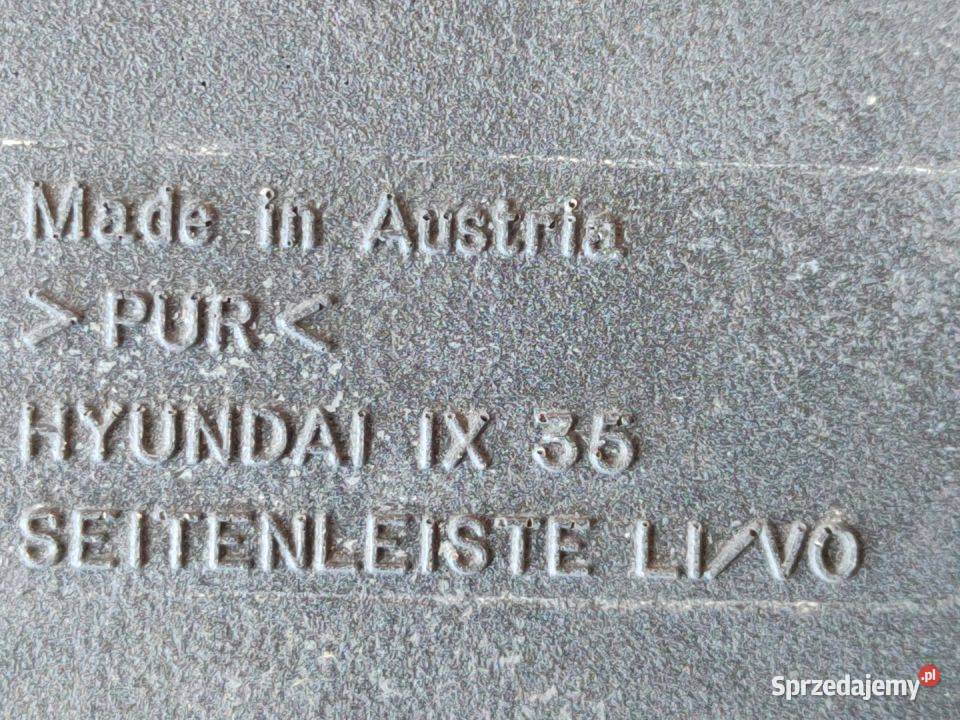 Made in Austria
>PUR<
HYUNDAI IX 35
SEITENLEISTE LI/VO
Sprzedajemy.pl